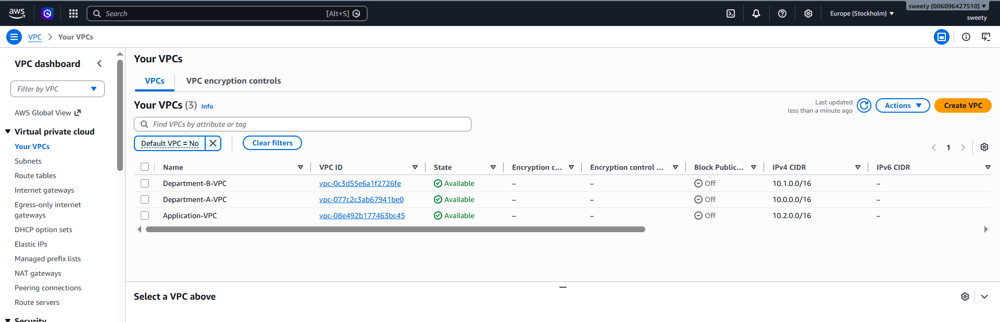 aws
Search [Alt+S]
Europe (Stockholm)
sweety (006096427510)
sweety
VPC
Your VPCs
VPC dashboard
Filter by VPC
AWS Global View
Virtual private cloud
Your VPCs
Subnets
Route tables
Internet gateways
Egress-only internet
gateways
DHCP option sets
Elastic IPs
Managed prefix lists
NAT gateways
Peering connections
Route servers
Security
Your VPCs
VPCs VPC encryption controls
Your VPCs (3) Info
Last updated
less than a minute ago
Actions
Create VPC
Find VPCs by attribute or tag
Default VPC = No
Clear filters
1
Name VPC ID State Encryption c... Encryption control ... Block Public... IPv4 CIDR IPv6 CIDR
Department-B-VPC vpc-0c3d55e6a1f2726fe Available – – Off 10.1.0.0/16 –
Department-A-VPC vpc-077c2c3ab67941be0 Available – – Off 10.0.0.0/16 –
Application-VPC vpc-08e492b177463bc45 Available – – Off 10.2.0.0/16 –
Select a VPC above